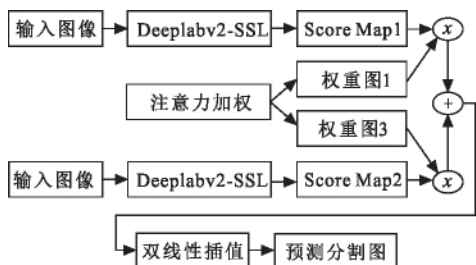 输入图像 Deeplabv2-SSL Score Map1 x
权重图1
注意力加权 +
权重图3
输入图像 Deeplabv2-SSL Score Map2 x
双线性插值 预测分割图